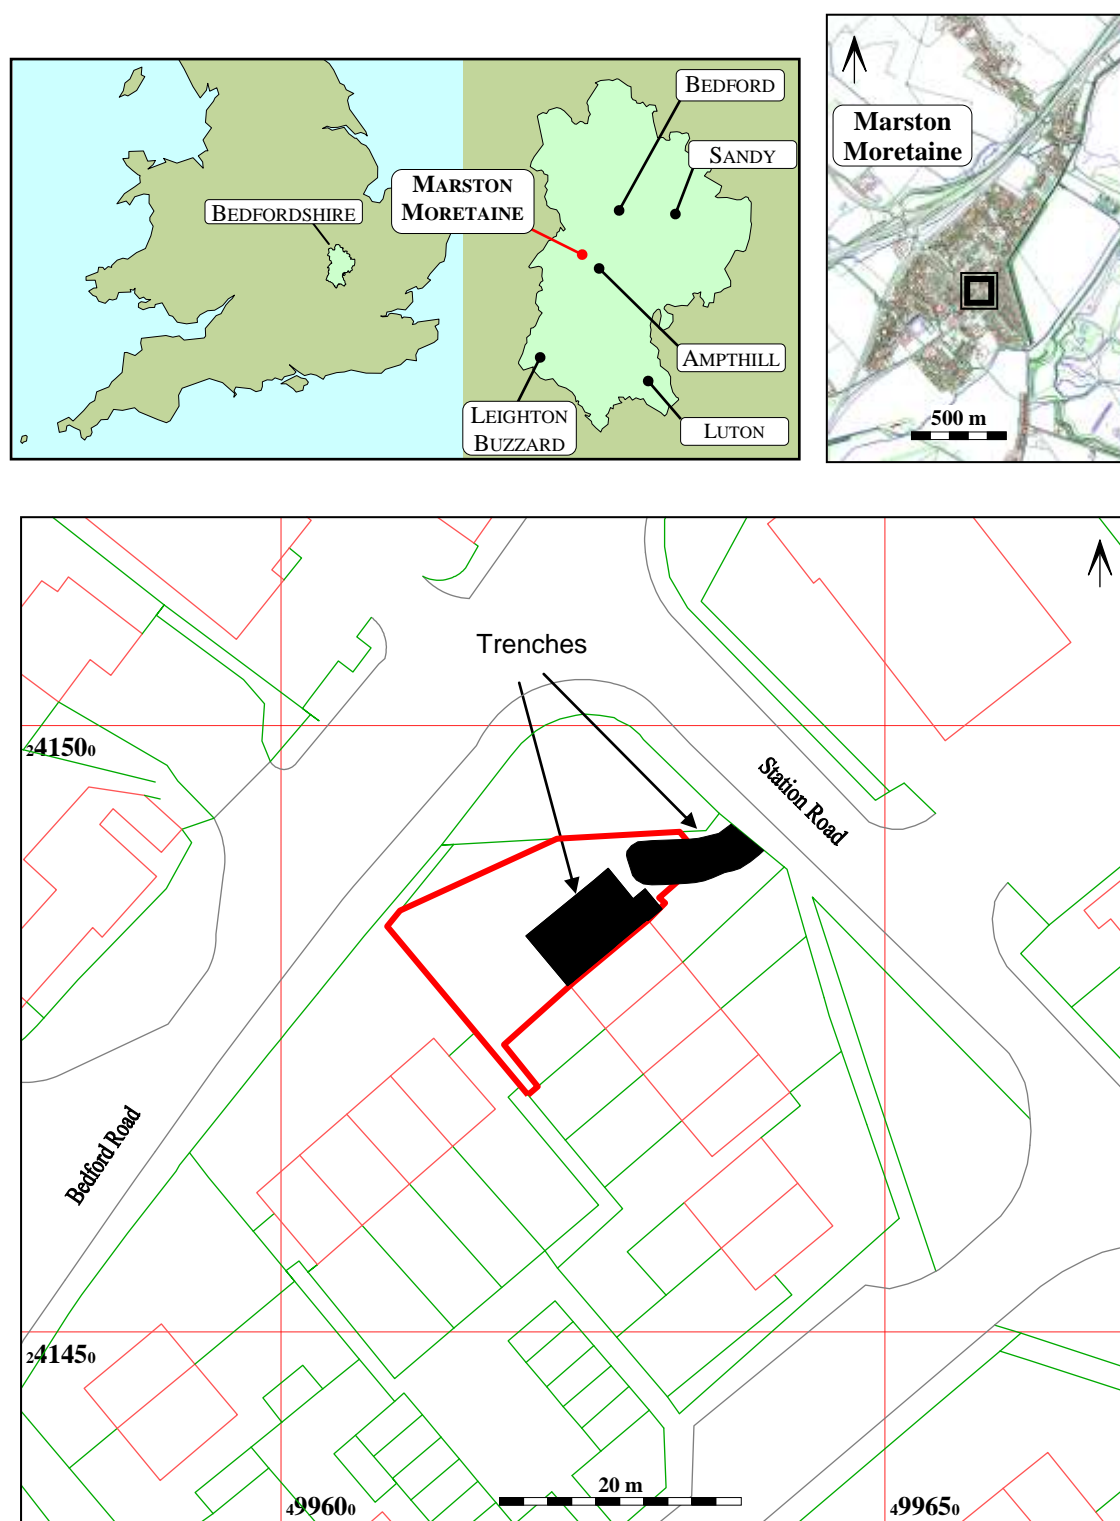 BEDFORD
SANDY
MARSTON
MORETAINE
BEDFORDSHIRE
AMPTHILL
LEIGHTON
BUZZARD
LUTON
Marston
Moretaine
500 m
Trenches
Station Road
241500
Bedford Road
241450
20 m
499600
499650